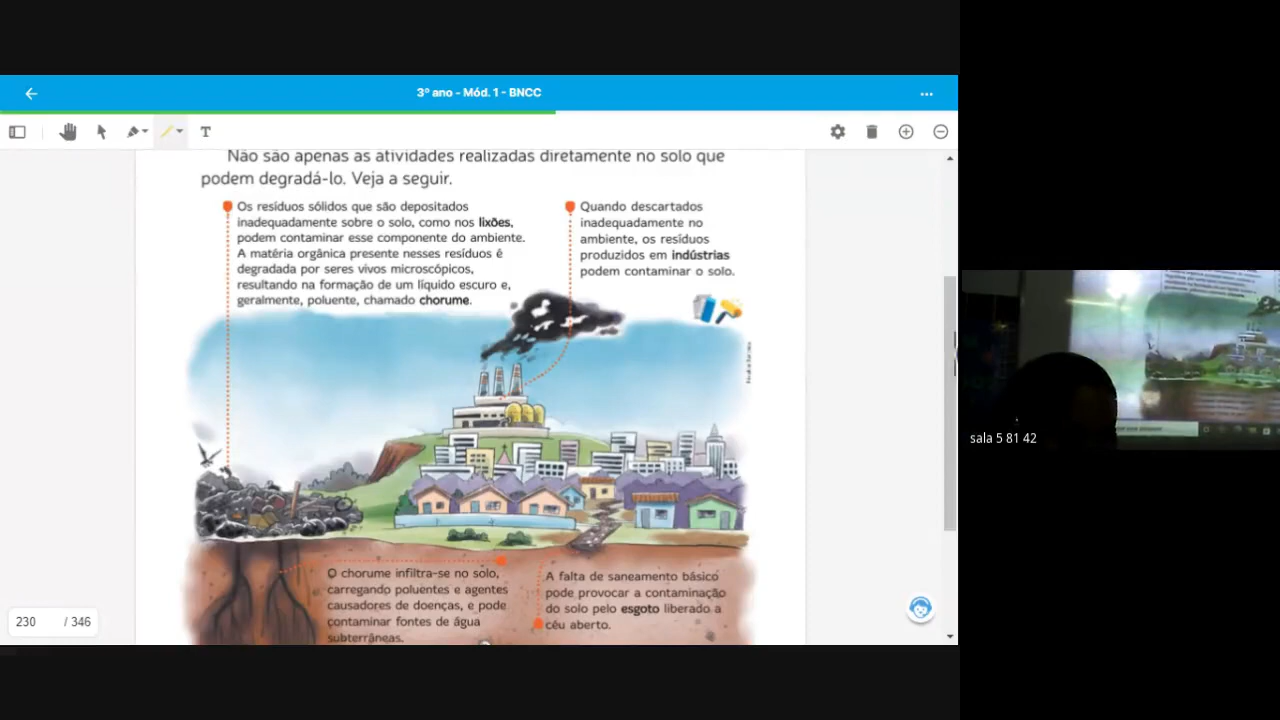 3º ano - Mód. 1 - BNCC
T
Não são apenas as atividades realizadas diretamente no solo que
podem degradá-lo. Veja a seguir.
Os resíduos sólidos que são depositados
inadequadamente sobre o solo, como nos lixões,
podem contaminar esse componente do ambiente.
A matéria orgânica presente nesses resíduos é
degradada por seres vivos microscópicos,
resultando na formação de um líquido escuro e,
geralmente, poluente, chamado chorume.
Quando descartados
inadequadamente no
ambiente, os resíduos
produzidos em indústrias
podem contaminar o solo.
O chorume infiltra-se no solo,
carregando poluentes e agentes
causadores de doenças, e pode
contaminar fontes de água
subterrâneas.
A falta de saneamento básico
pode provocar a contaminação
do solo pelo esgoto liberado a
céu aberto.
230 / 346
sala 5 81 42